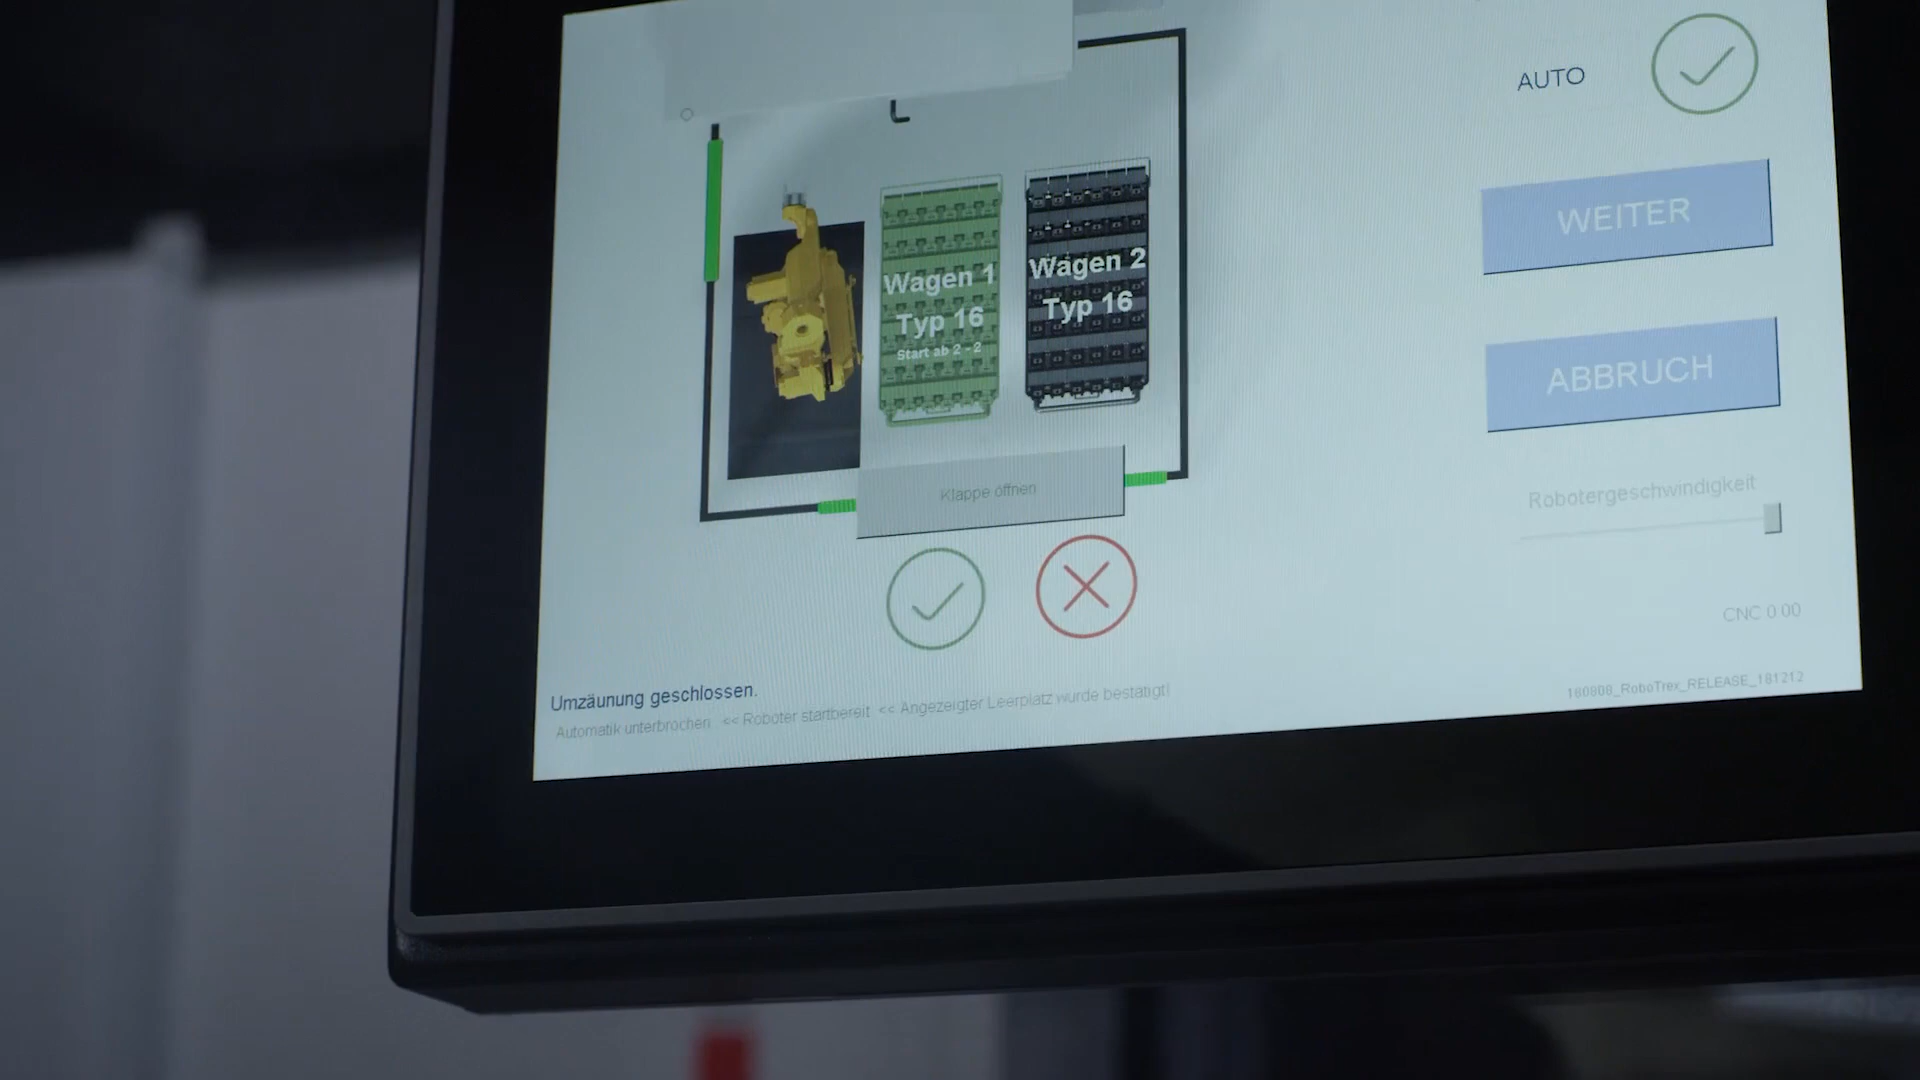 AUTO
WEITER
Wagen 1
Typ 16
Start ab 2 - 2
Wagen 2
Typ 16
ABBRUCH
Klappe öffnen
Robotergeschwindigkeit
CNC 0.00
Umzäunung geschlossen.
Automatik unterbrochen << Roboter startbereit << Angezeigter Leerplatz wurde bestätigt!
180808_RoboTrex_RELEASE_181212